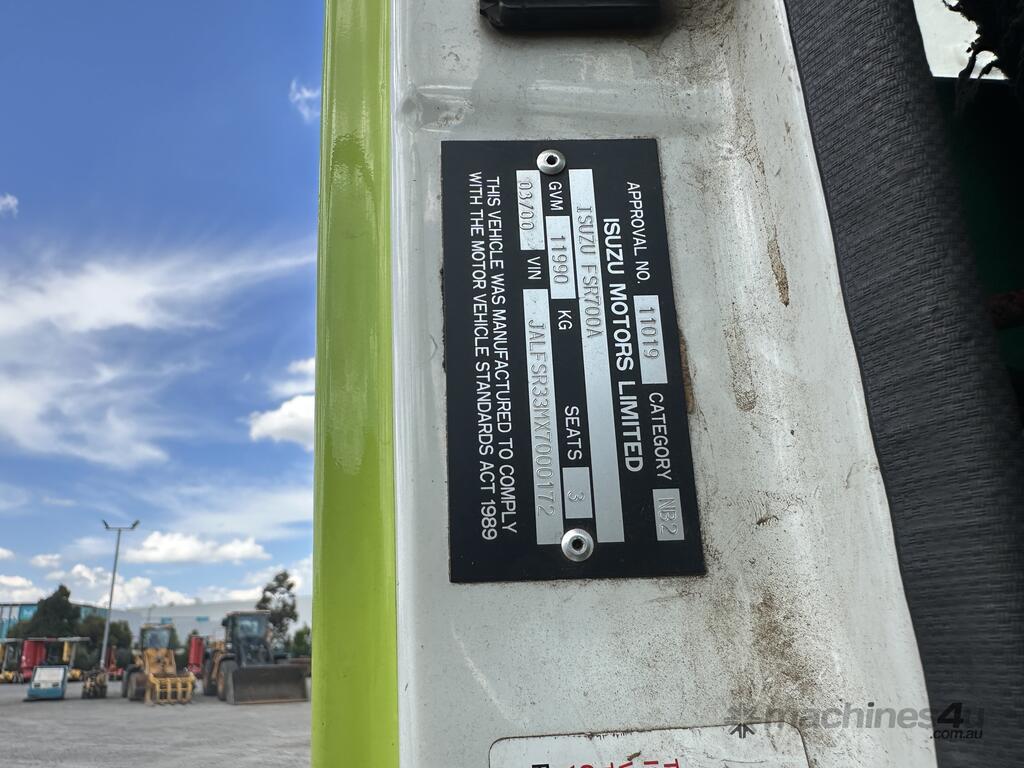 APPROVAL NO. 11019 CATEGORY NB2
ISUZU MOTORS LIMITED
ISUZU FSR700A
GVM 11990 KG SEATS 3
03/00 VIN JALFSR33MX7000172
THIS VEHICLE WAS MANUFACTURED TO COMPLY
WITH THE MOTOR VEHICLE STANDARDS ACT 1989
machines4u
.com.au